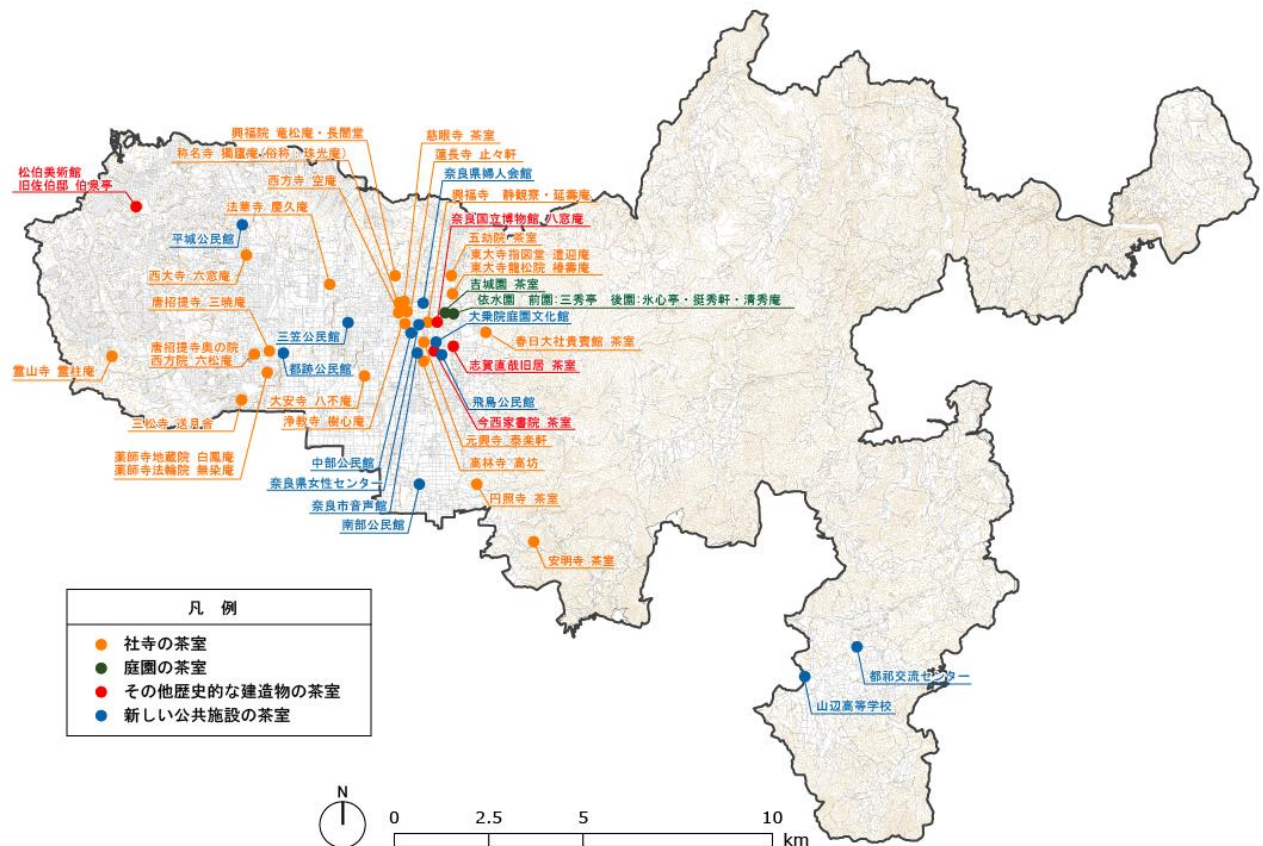 興福院 竜松庵・長闇堂
慈眼寺 茶室
称名寺 獨盧庵(俗称：珠光庵)
蓮長寺 止々軒
奈良県婦人会館
松伯美術館
旧佐伯邸 伯泉亭
西方寺 空庵
興福寺 静観寮・延壽庵
法華寺 慶久庵
奈良国立博物館 八窓庵
平城公民館
五劫院 茶室
東大寺指図堂 遣迎庵
東大寺龍松院 椿壽庵
西大寺 六窓庵
吉城園 茶室
唐招提寺 三暁庵
依水園 前園:三秀亭 後園:氷心亭・挺秀軒・清秀庵
大乗院庭園文化館
三笠公民館
春日大社貴賓館 茶室
唐招提寺奥の院
西方院 六松庵
霊山寺 霊柱庵
都跡公民館
志賀直哉旧居 茶室
大安寺 八不庵
飛鳥公民館
三松寺 送月舎
浄教寺 樹心庵
今西家書院 茶室
元興寺 泰楽軒
薬師寺地蔵院 白鳳庵
薬師寺法輪院 無染庵
中部公民館
高林寺 高坊
奈良県女性センター
奈良市音声館
円照寺 茶室
南部公民館
安明寺 茶室
凡 例
社寺の茶室
庭園の茶室
その他歴史的な建造物の茶室
新しい公共施設の茶室
都祁交流センター
山辺高等学校
N
0 2.5 5 10
km